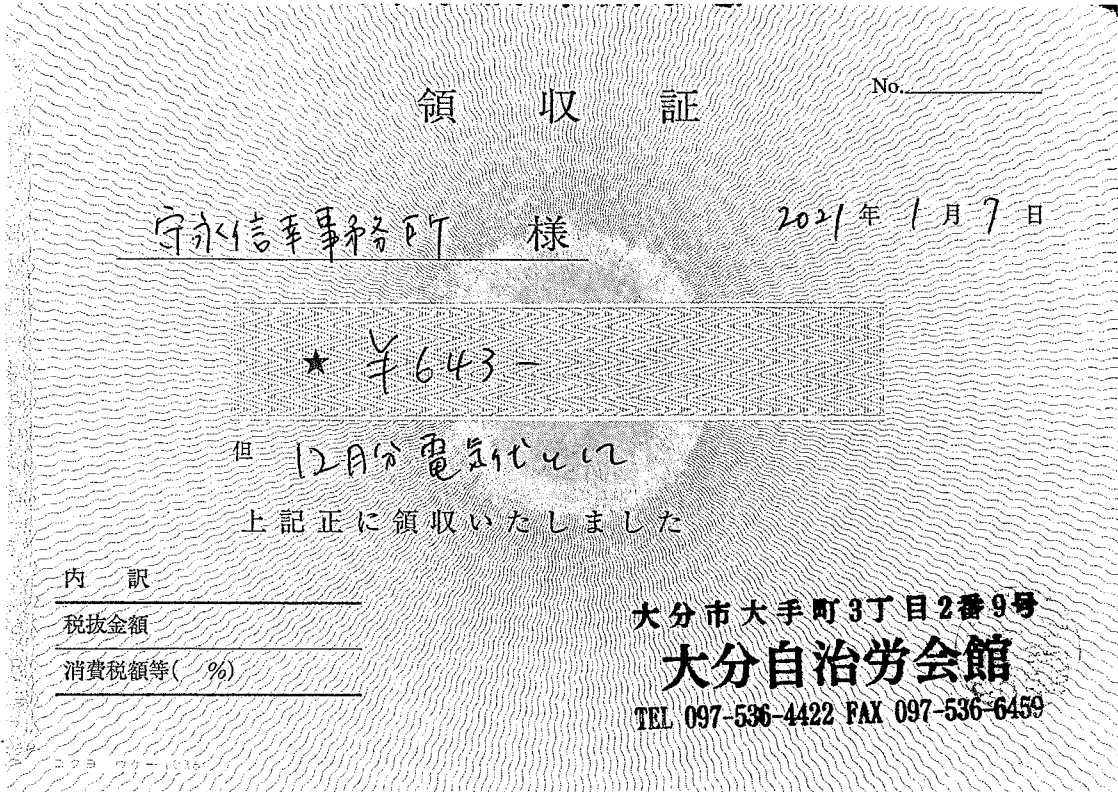 領収証
No.
守永信幸事務所 様
2021年1月7日
★ ¥643-
但 12月分電気代として
上記正に領収いたしました
内 訳
税抜金額
消費税額等( %)
大分市大手町3丁目2番9号
大分自治労会館
TEL 097-536-4422 FAX 097-536-6459